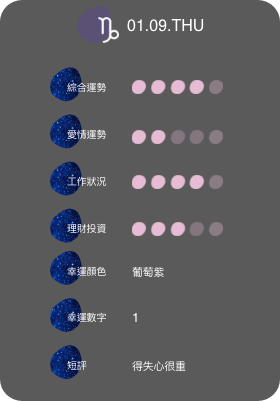 01.09.THU
綜合運勢
愛情運勢
工作狀況
理財投資
幸運顏色 葡萄紫
幸運數字 1
短評 得失心很重